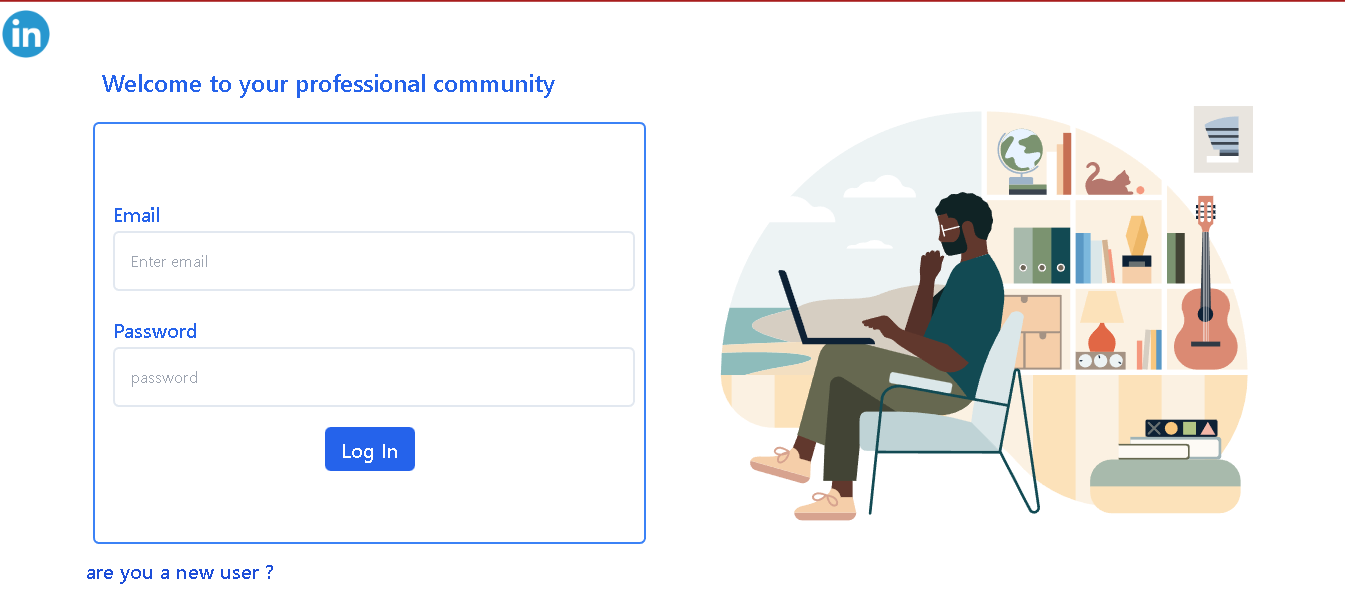 in
Welcome to your professional community
Email
Enter email
Password
password
Log In
are you a new user ?